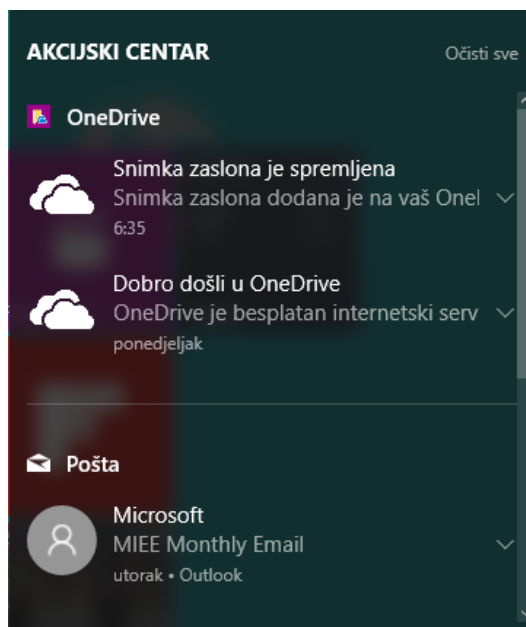 AKCIJSKI CENTAR
Očisti sve
OneDrive
Snimka zaslona je spremljena
Snimka zaslona dodana je na vaš Onel
6:35
Dobro došli u OneDrive
OneDrive je besplatan internetski serv
ponedjeljak
Pošta
Microsoft
MIEE Monthly Email
utorak • Outlook